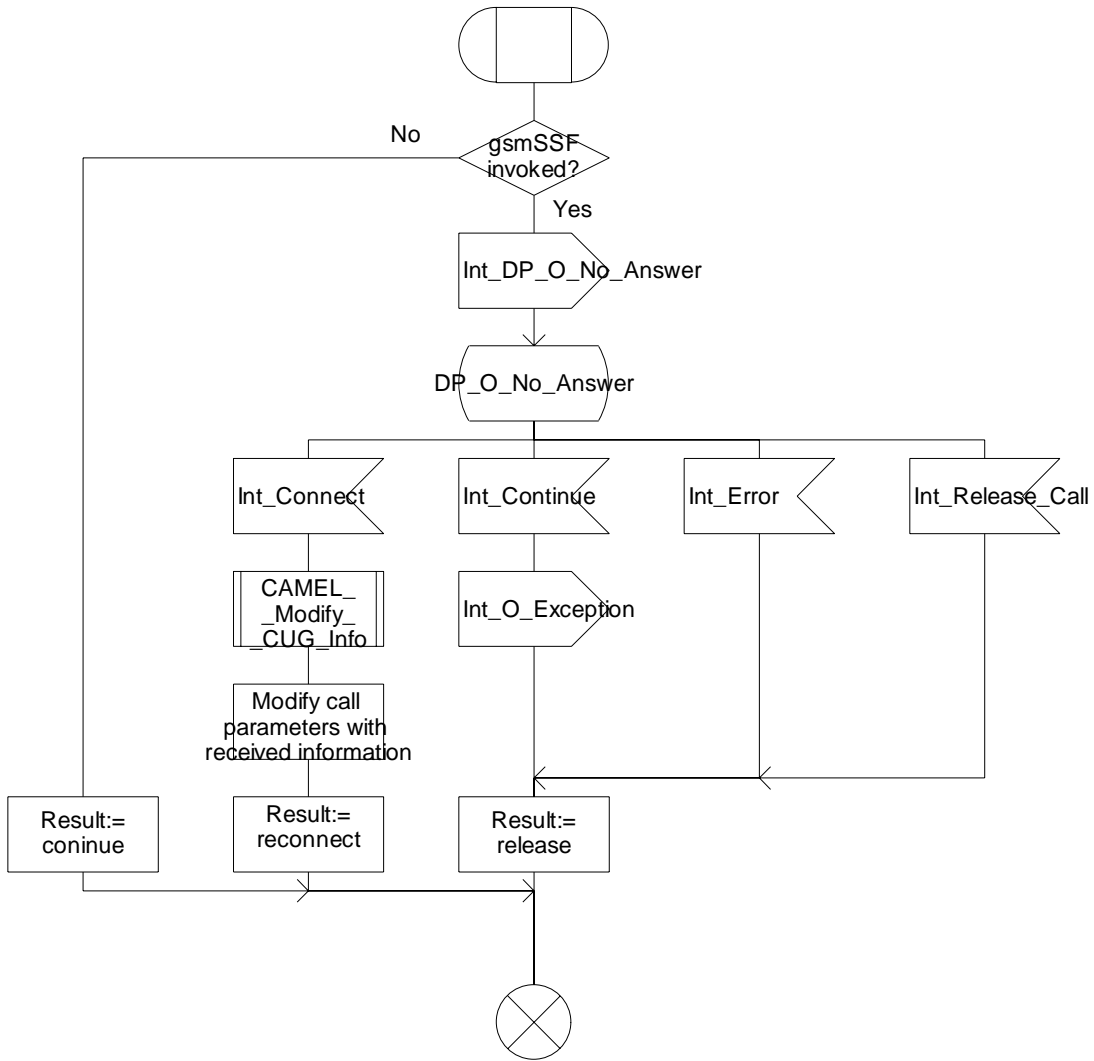 gsmSSF
invoked?
No
Yes
Int_DP_O_No_Answer
DP_O_No_Answer
Int_Connect
Int_Continue
Int_Error
Int_Release_Call
CAMEL_
_Modify_
_CUG_Info
Int_O_Exception
Modify call
parameters with
received information
Result:=
coninue
Result:=
reconnect
Result:=
release